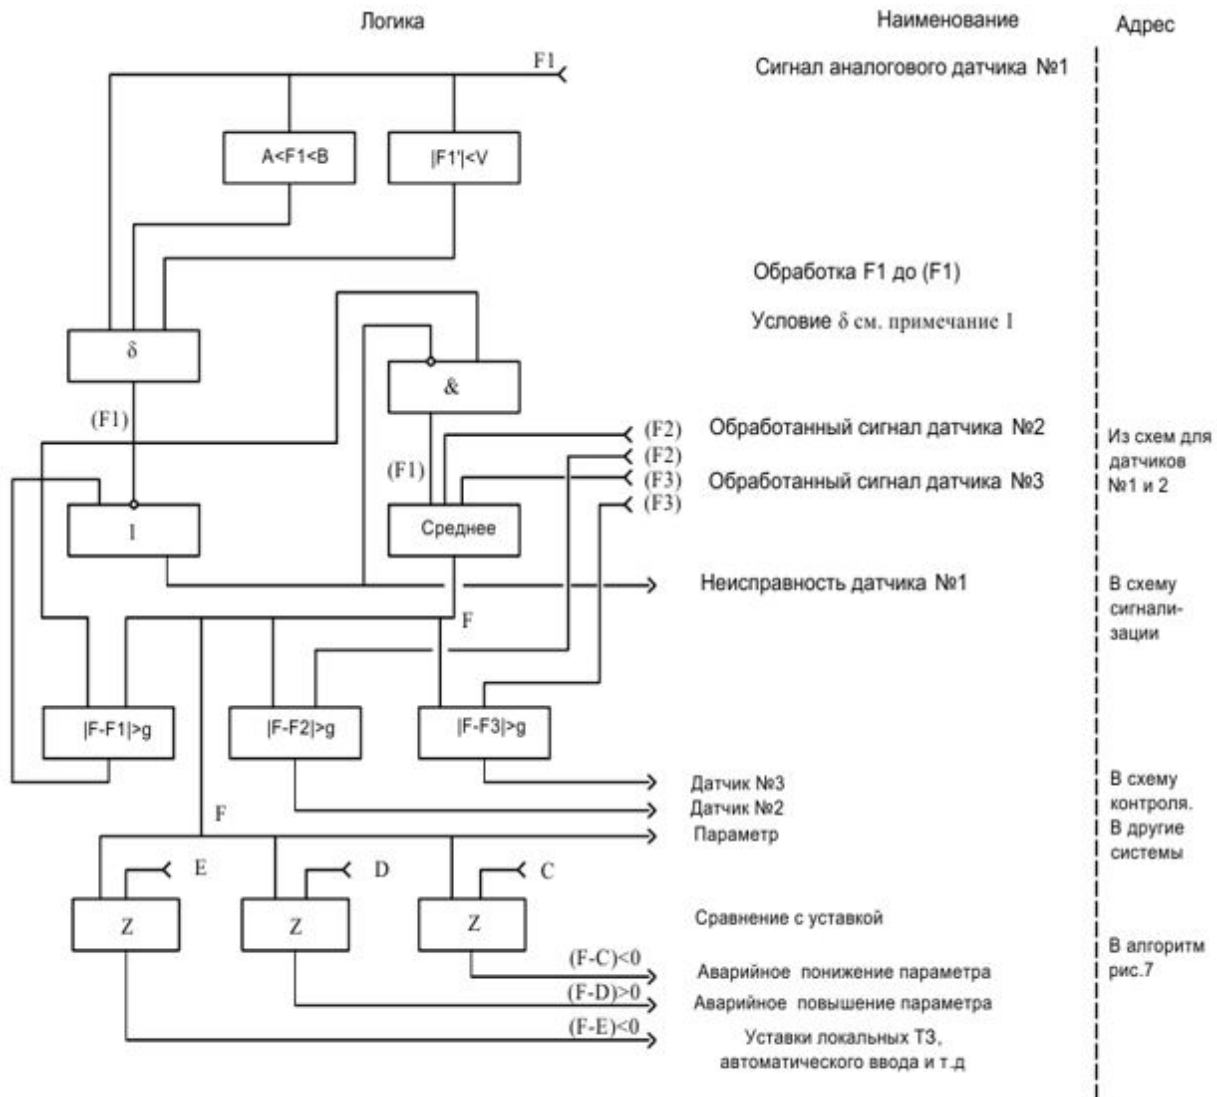 Логика
Наименование
Адрес
F1
Сигнал аналогового датчика №1
A<F1<B
|F1'|<V
Обработка F1 до (F1)
Условие δ см. примечание 1
δ
&
(F1)
(F1)
(F2)
Обработанный сигнал датчика №2
(F2)
(F3)
Обработанный сигнал датчика №3
(F3)
Из схем для
датчиков
№1 и 2
1
Среднее
Неисправность датчика №1
В схему
сигнали-
зации
F
|F-F1|>g
|F-F2|>g
|F-F3|>g
Датчик №3
Датчик №2
Параметр
В схему
контроля.
В другие
системы
F
E
D
C
Z
Z
Z
Сравнение с уставкой
(F-C)<0
Аварийное понижение параметра
(F-D)>0
Аварийное повышение параметра
(F-E)<0
Уставки локальных ТЗ,
автоматического ввода и т.д
В алгоритм
рис.7